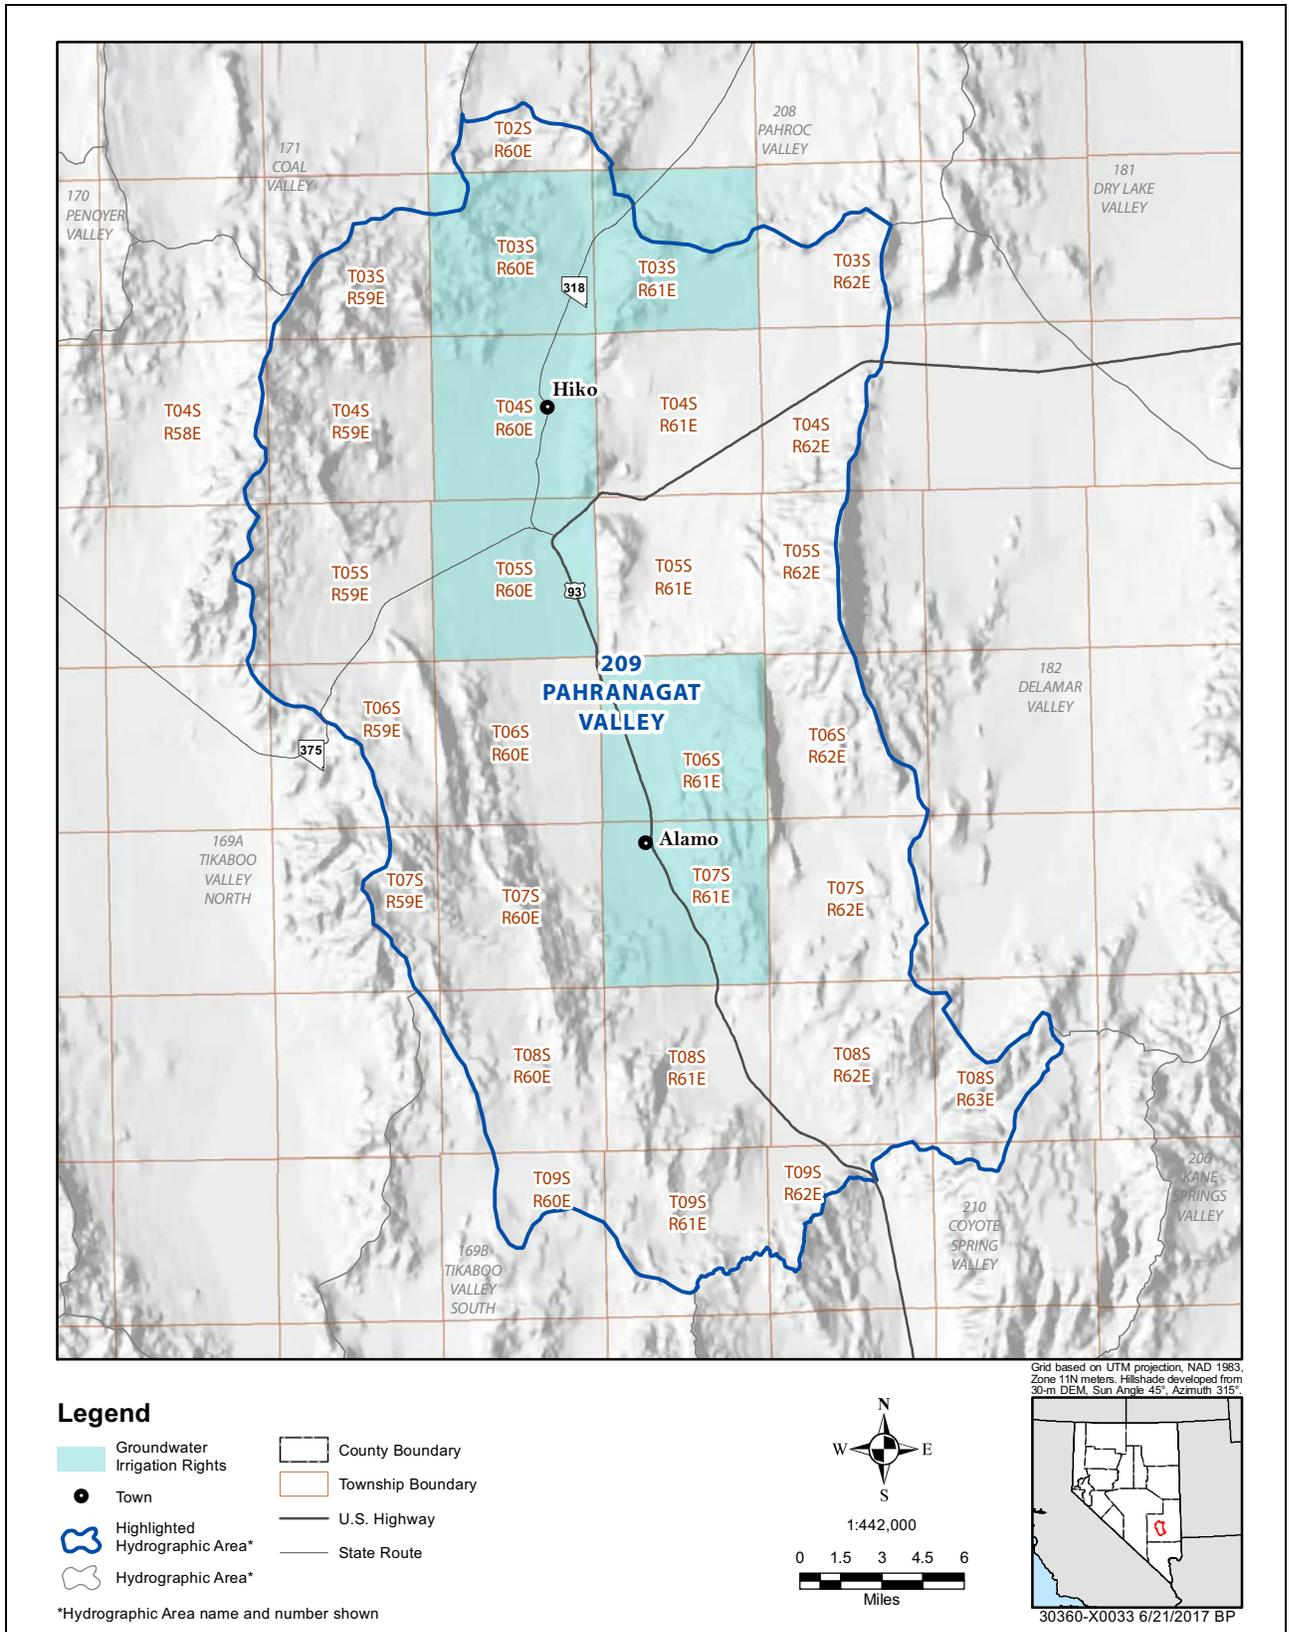 T02S
R60E
208
PAHROC
VALLEY
171
COAL
VALLEY
181
DRY LAKE
VALLEY
170
PENOYER
VALLEY
T03S
R60E
T03S
R59E
T03S
R61E
T03S
R62E
318
Hiko
T04S
R58E
T04S
R59E
T04S
R60E
T04S
R61E
T04S
R62E
T05S
R59E
T05S
R60E
93
T05S
R61E
T05S
R62E
209
PAHRANAGAT
VALLEY
182
DELAMAR
VALLEY
T06S
R59E
375
T06S
R60E
T06S
R61E
T06S
R62E
Alamo
169A
TIKABOO
VALLEY
NORTH
T07S
R59E
T07S
R60E
T07S
R61E
T07S
R62E
T08S
R60E
T08S
R61E
T08S
R62E
T08S
R63E
T09S
R60E
T09S
R61E
T09S
R62E
206
KANE
SPRINGS
VALLEY
210
COYOTE
SPRING
VALLEY
169B
TIKABOO
VALLEY
SOUTH
Grid based on UTM projection, NAD 1983,
Zone 11N meters. Hillshade developed from
30-m DEM, Sun Angle 45°, Azimuth 315°.
Legend
Groundwater
Irrigation Rights
Town
Highlighted
Hydrographic Area*
Hydrographic Area*
*Hydrographic Area name and number shown
County Boundary
Township Boundary
U.S. Highway
State Route
N
W E
S
1:442,000
0 1.5 3 4.5 6
Miles
30360-X0033 6/21/2017 BP